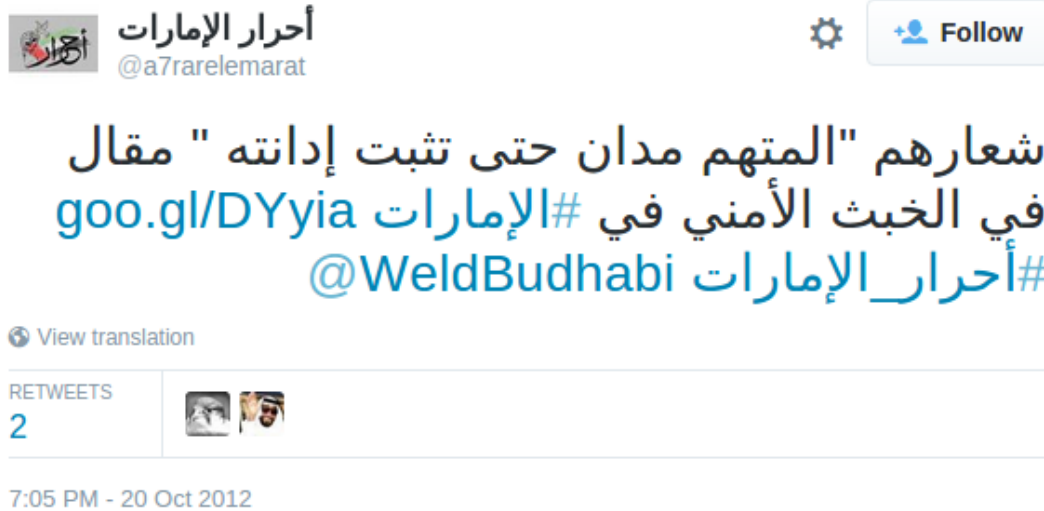 أحرار الإمارات
@a7rarelemarat
Follow
شعارهم "المتهم مدان حتى تثبت إدانته " مقال
في الخبث الأمني في #الإمارات goo.gl/DYyia
#أحرار_الإمارات @WeldBudhabi
View translation
RETWEETS
2
7:05 PM - 20 Oct 2012